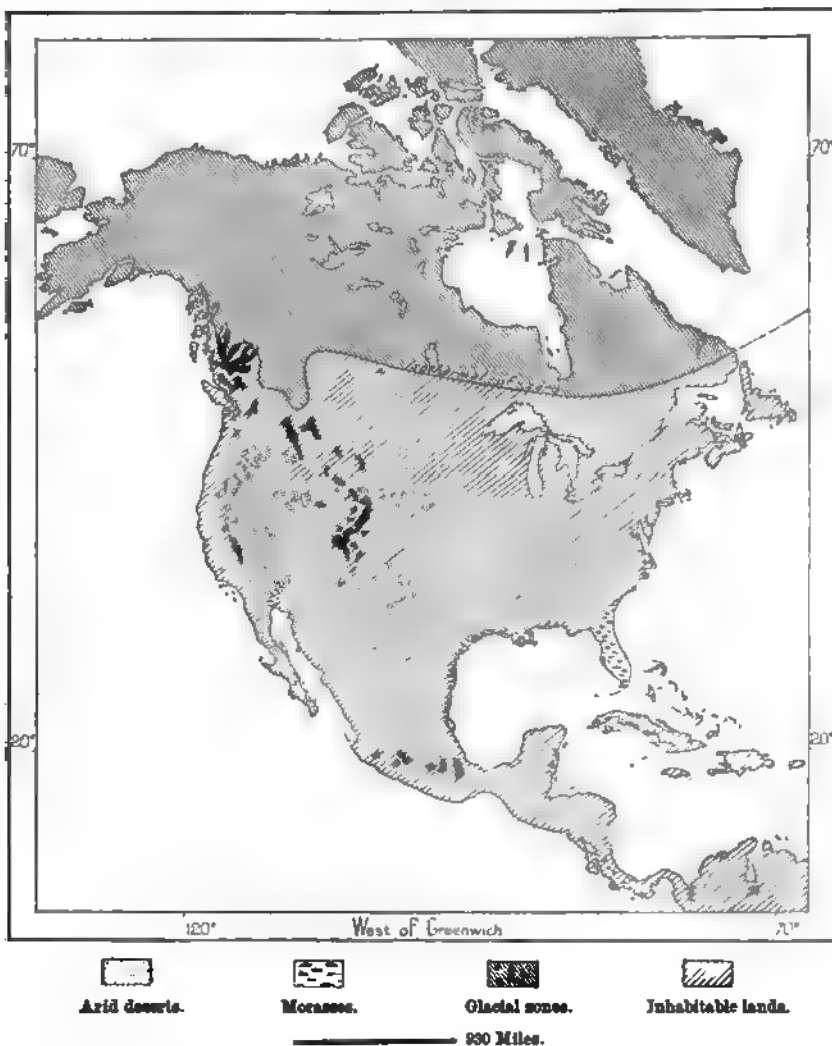 70° 70°
20° 20°
120° West of Greenwich 70°
Arid deserts. Morasses. Glacial zones. Inhabitable lands.
930 Miles.